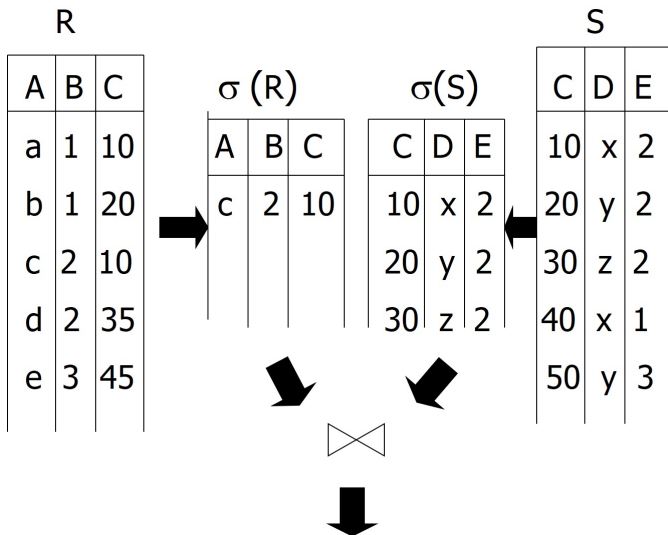 R
A B C
a 1 10
b 1 20
c 2 10
d 2 35
e 3 45
σ (R)
A B C
c 2 10
σ(S)
C D E
10 x 2
20 y 2
30 z 2
S
C D E
10 x 2
20 y 2
30 z 2
40 x 1
50 y 3